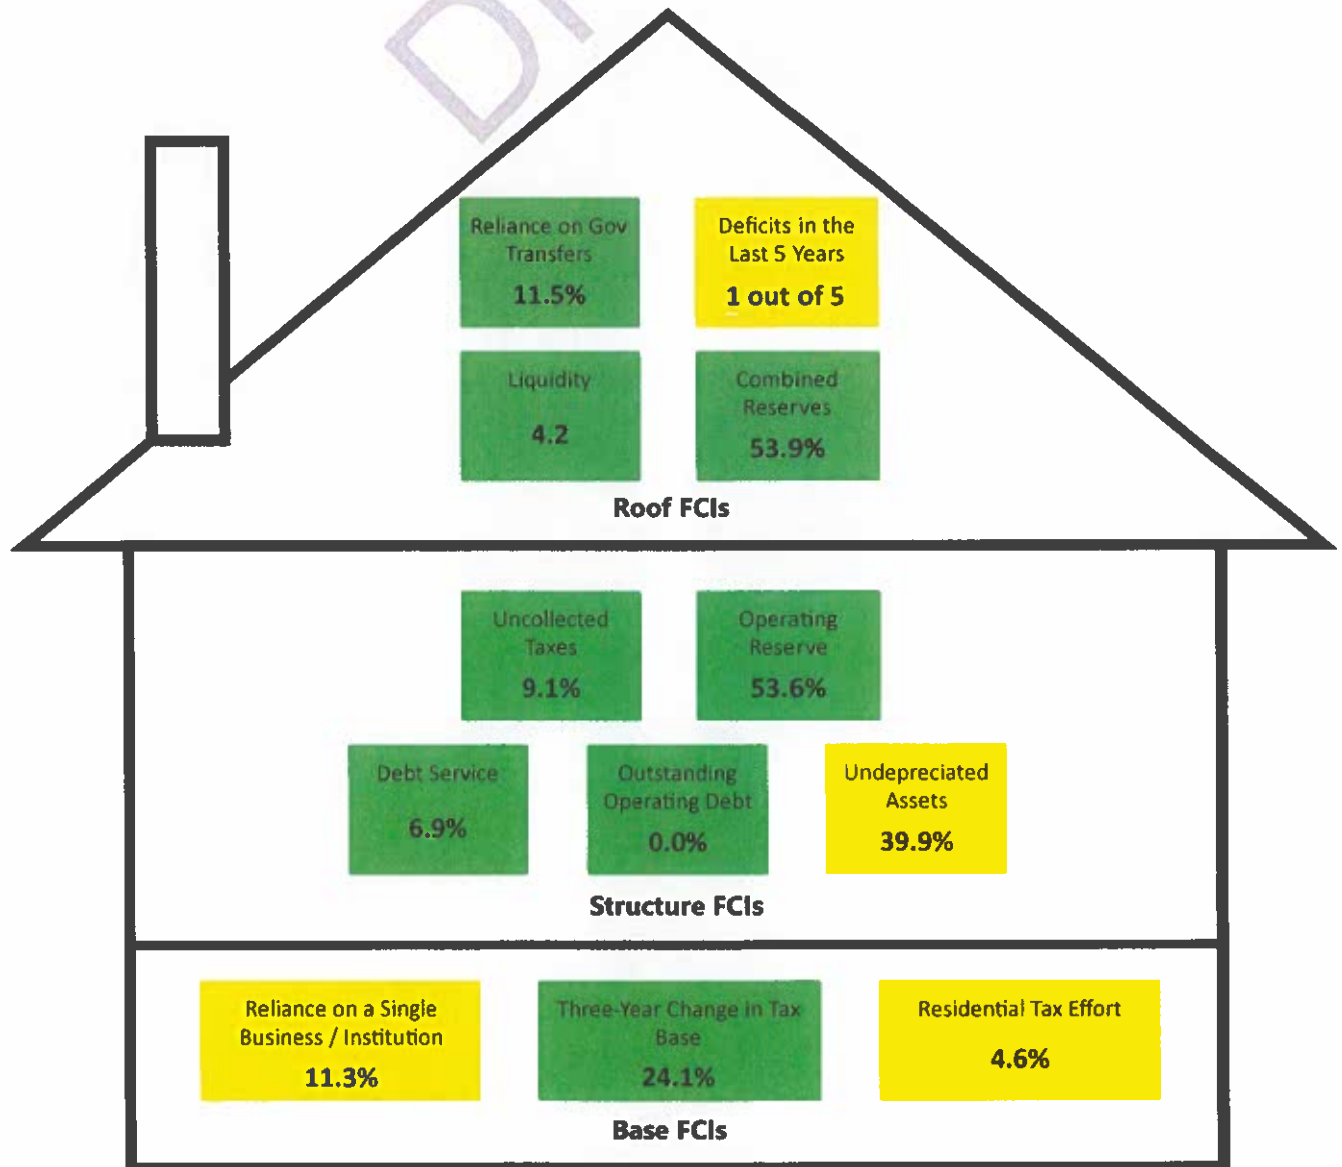 Reliance on Gov
Transfers
11.5%
Deficits in the
Last 5 Years
1 out of 5
Liquidity
4.2
Combined
Reserves
53.9%
Roof FCIs
Uncollected
Taxes
9.1%
Operating
Reserve
53.6%
Debt Service
6.9%
Outstanding
Operating Debt
0.0%
Undepreciated
Assets
39.9%
Structure FCIs
Reliance on a Single
Business / Institution
11.3%
Three-Year Change in Tax
Base
24.1%
Residential Tax Effort
4.6%
Base FCIs